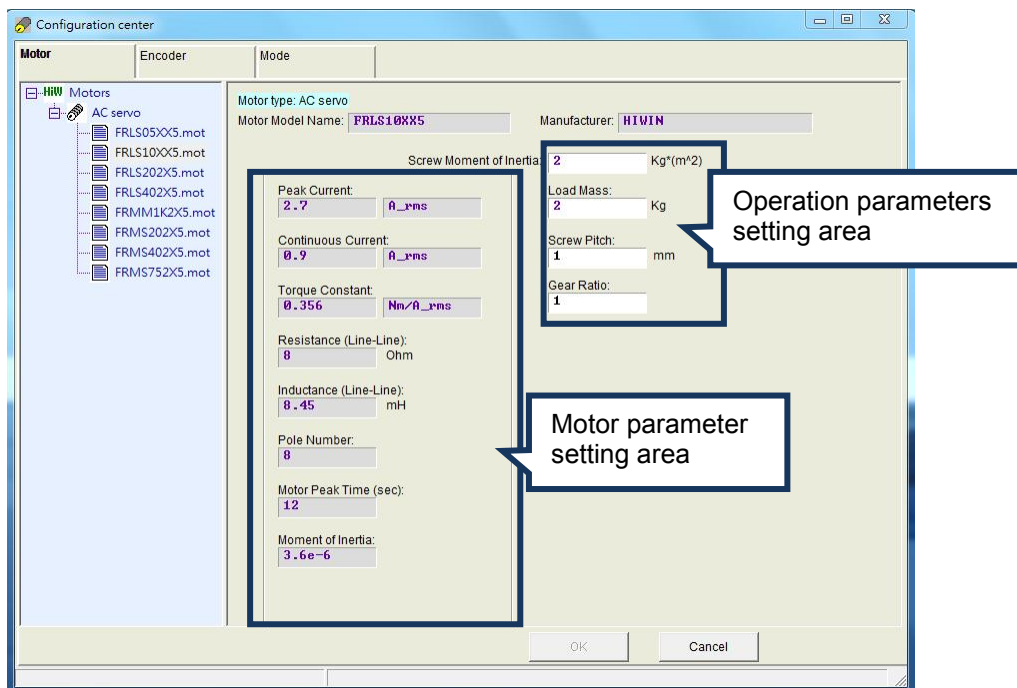 Configuration center
Motor
Encoder
Mode
HiW Motors
AC servo
FRLS05XX5.mot
FRLS10XX5.mot
FRLS202X5.mot
FRLS402X5.mot
FRMM1K2X5.mot
FRMS202X5.mot
FRMS402X5.mot
FRMS752X5.mot
Motor type: AC servo
Motor Model Name: FRLS10XX5
Manufacturer: HIWIN
Screw Moment of Inertia: 2 Kg*(m^2)
Peak Current:
2.7 A_rms
Continuous Current:
0.9 A_rms
Torque Constant:
0.356 Nm/A_rms
Resistance (Line-Line):
8 Ohm
Inductance (Line-Line):
8.45 mH
Pole Number:
8
Motor Peak Time (sec):
12
Moment of Inertia:
3.6e-6
Load Mass:
2 Kg
Screw Pitch:
1 mm
Gear Ratio:
1
Operation parameters
setting area
Motor parameter
setting area
OK
Cancel